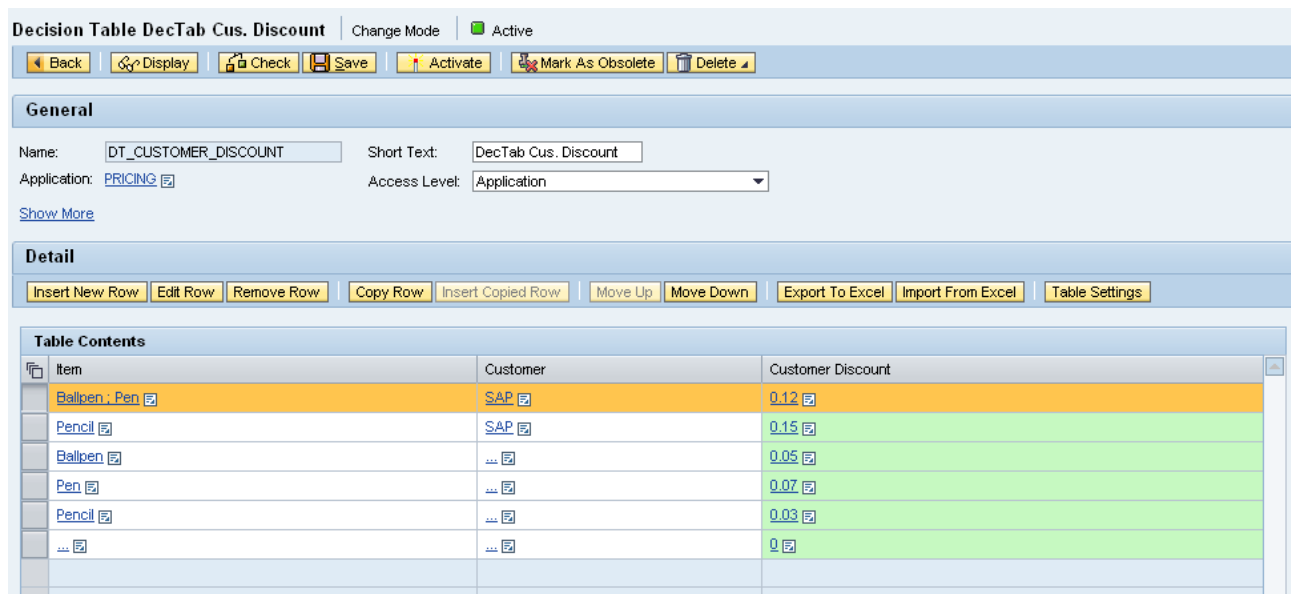 Decision Table DecTab Cus. Discount Change Mode Active
Back Display Check Save Activate Mark As Obsolete Delete
General
Name: DT_CUSTOMER_DISCOUNT Short Text: DecTab Cus. Discount
Application: PRICING Access Level: Application
Show More
Detail
Insert New Row Edit Row Remove Row Copy Row Insert Copied Row Move Up Move Down Export To Excel Import From Excel Table Settings
Table Contents
Item Customer Customer Discount
Ballpen ; Pen SAP 0.12
Pencil SAP 0.15
Ballpen ... 0.05
Pen ... 0.07
Pencil ... 0.03
... ... 0